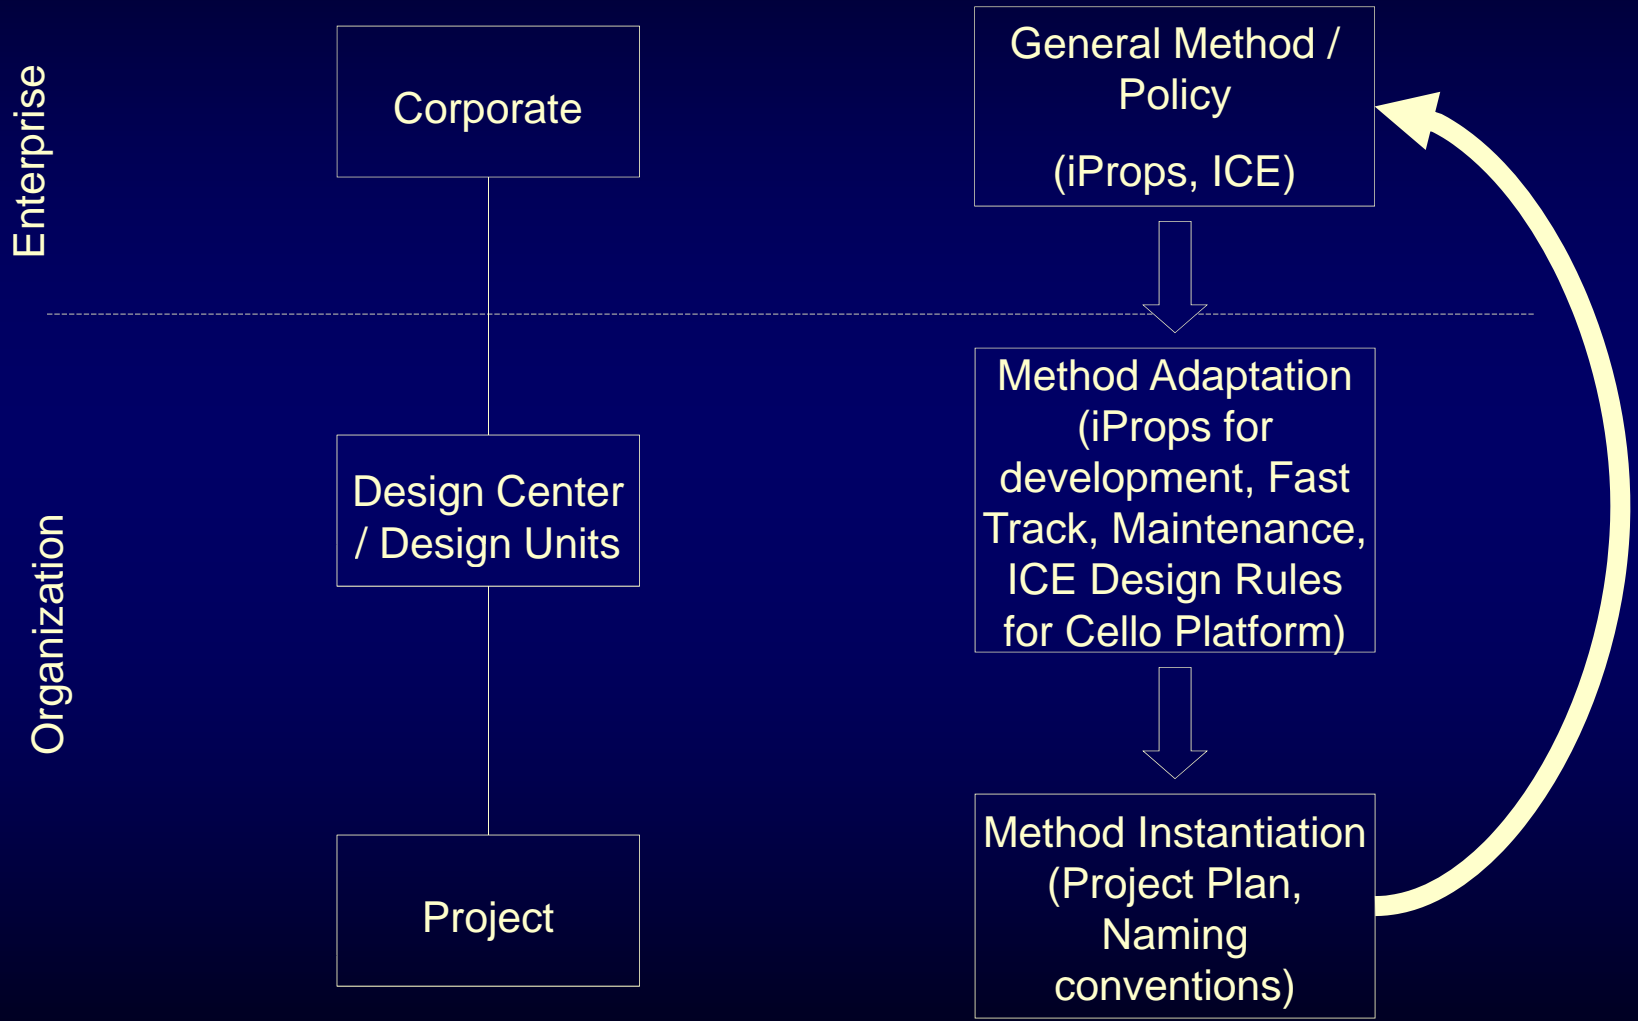 Enterprise
Corporate
General Method /
Policy
(iProps, ICE)
Organization
Design Center
/ Design Units
Method Adaptation
(iProps for
development, Fast
Track, Maintenance,
ICE Design Rules
for Cello Platform)
Project
Method Instantiation
(Project Plan,
Naming
conventions)